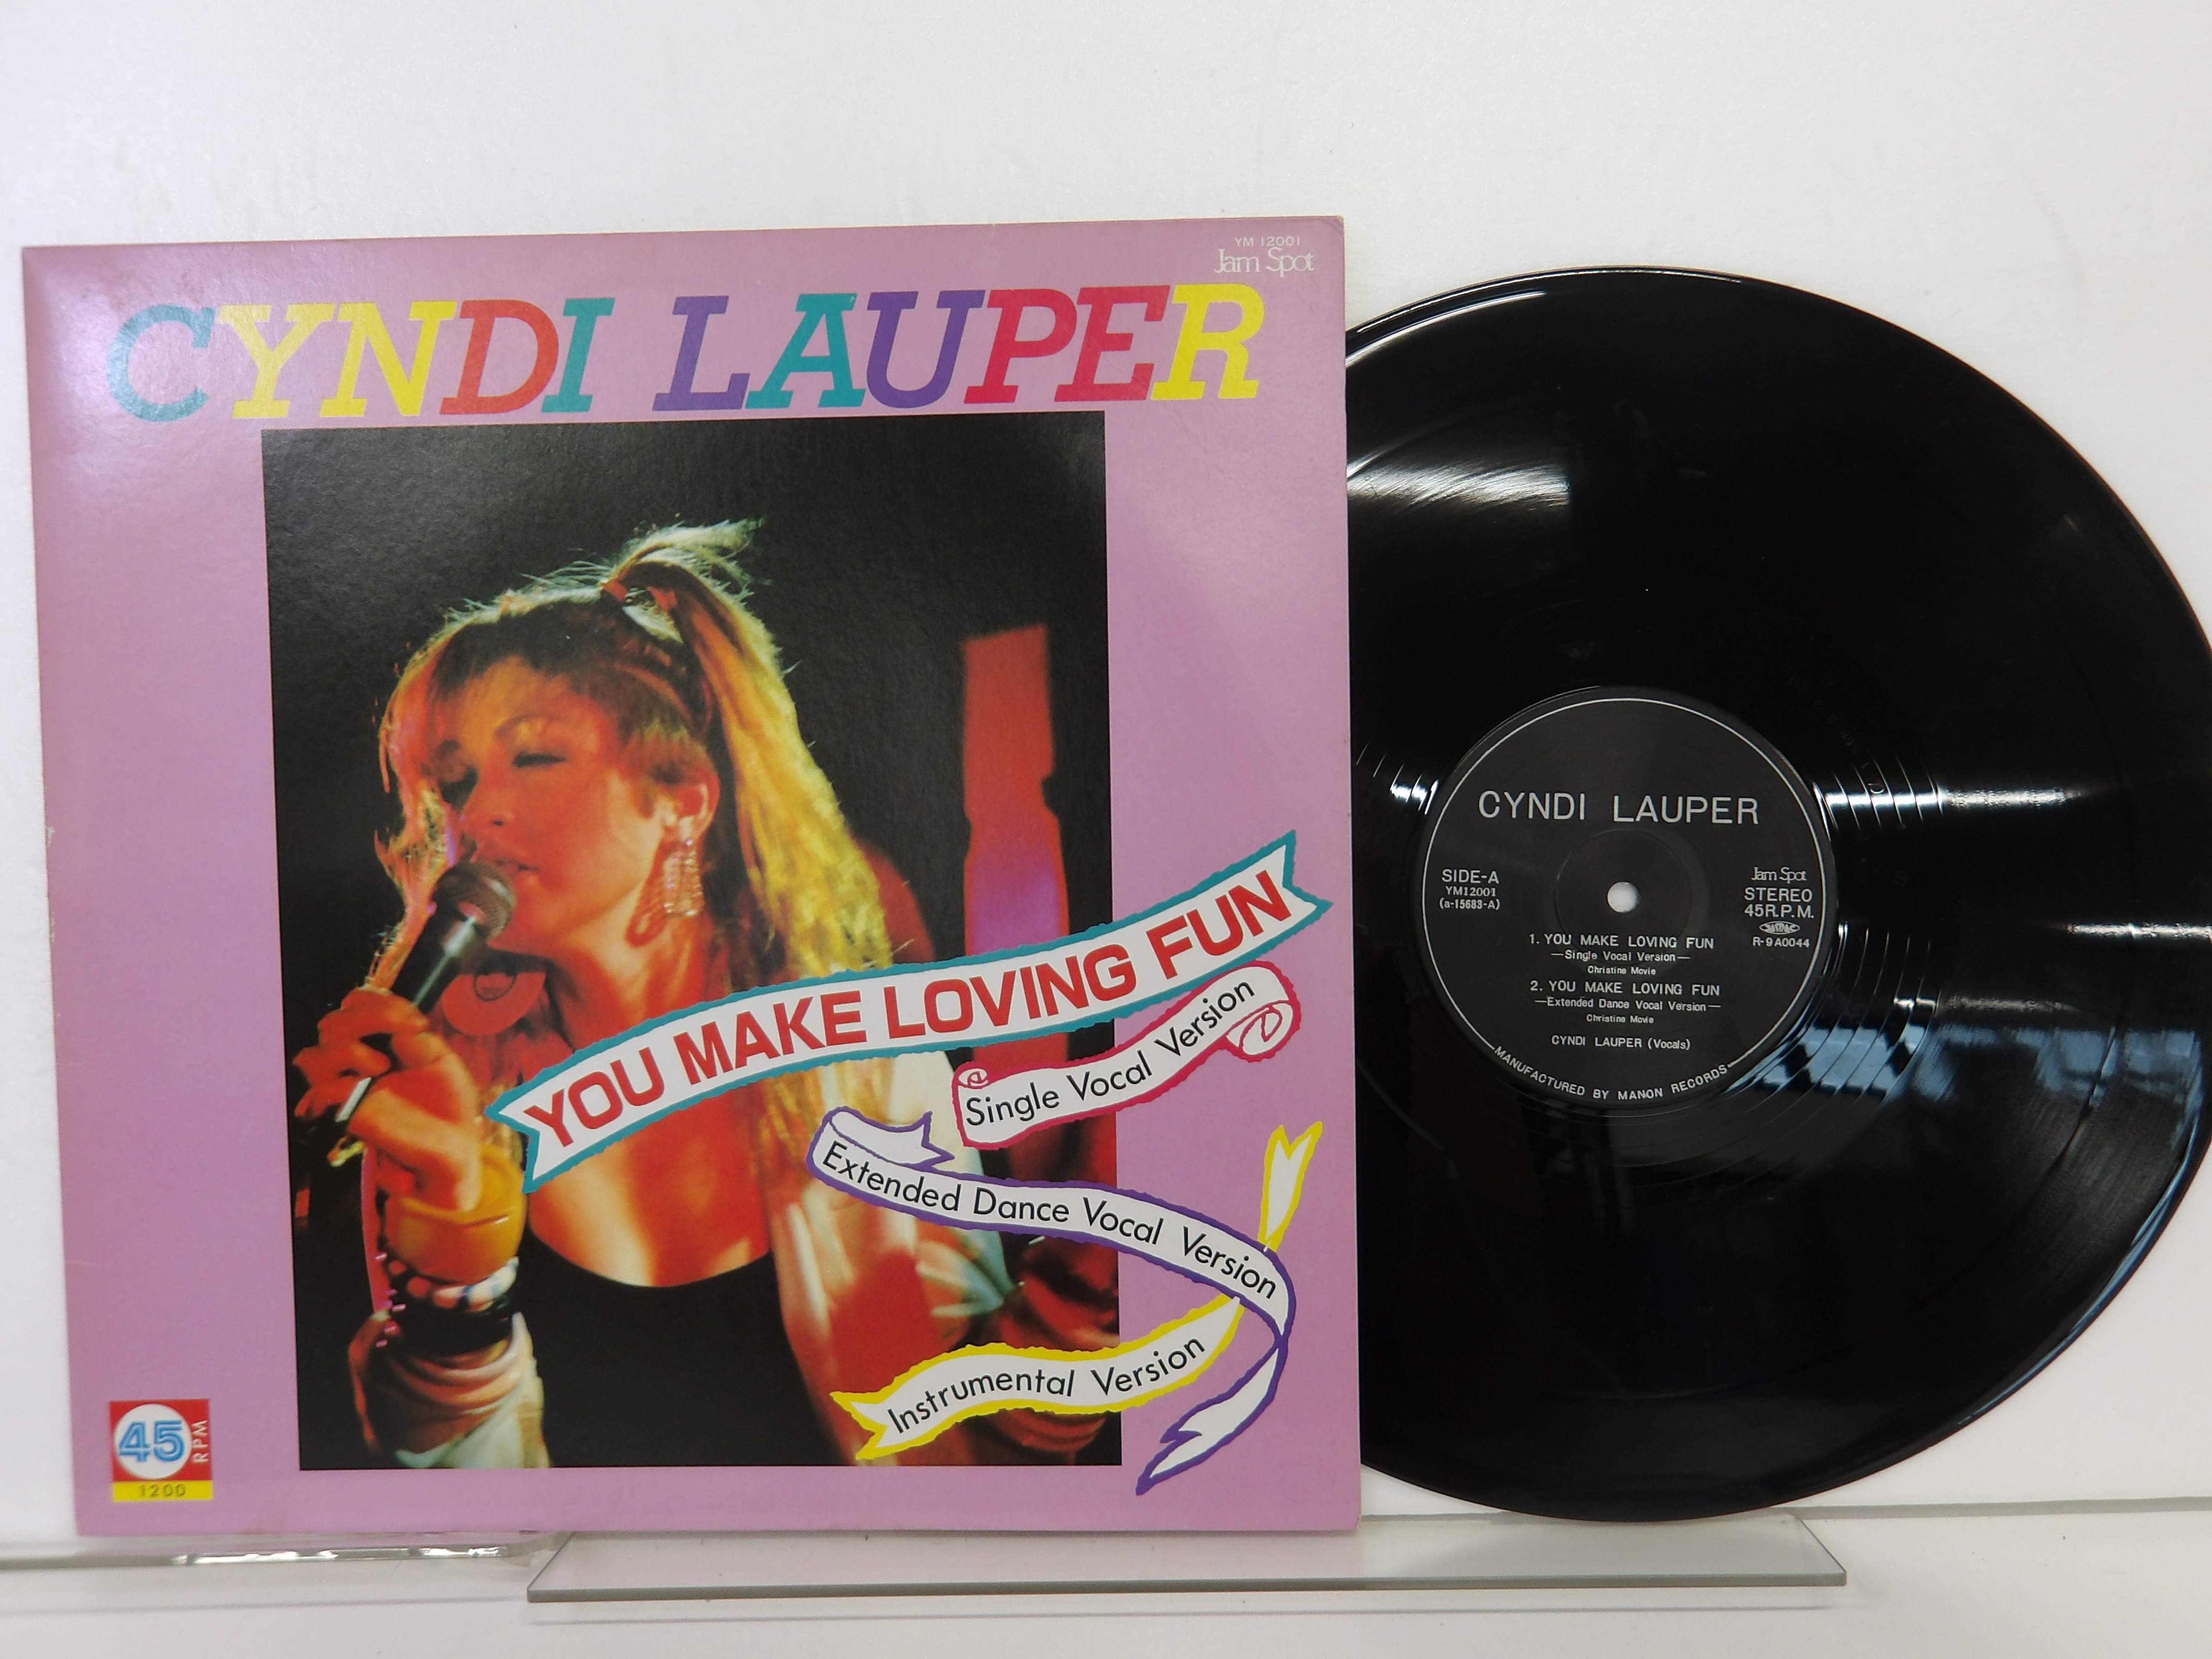 YM 12001
Jam Spot
CYNDI LAUPER
YOU MAKE LOVING FUN
Single Vocal Version
Extended Dance Vocal Version
Instrumental Version
45
RPM
1200
CYNDI LAUPER
SIDE-A
YM12001
(a-15683-A)
Jam Spot
STEREO
45R.P.M.
R-9A0044
1. YOU MAKE LOVING FUN
—Single Vocal Version—
Christine Movie
2. YOU MAKE LOVING FUN
—Extended Dance Vocal Version—
Christine Movie
CYNDI LAUPER (Vocals)
MANUFACTURED BY MANON RECORDS